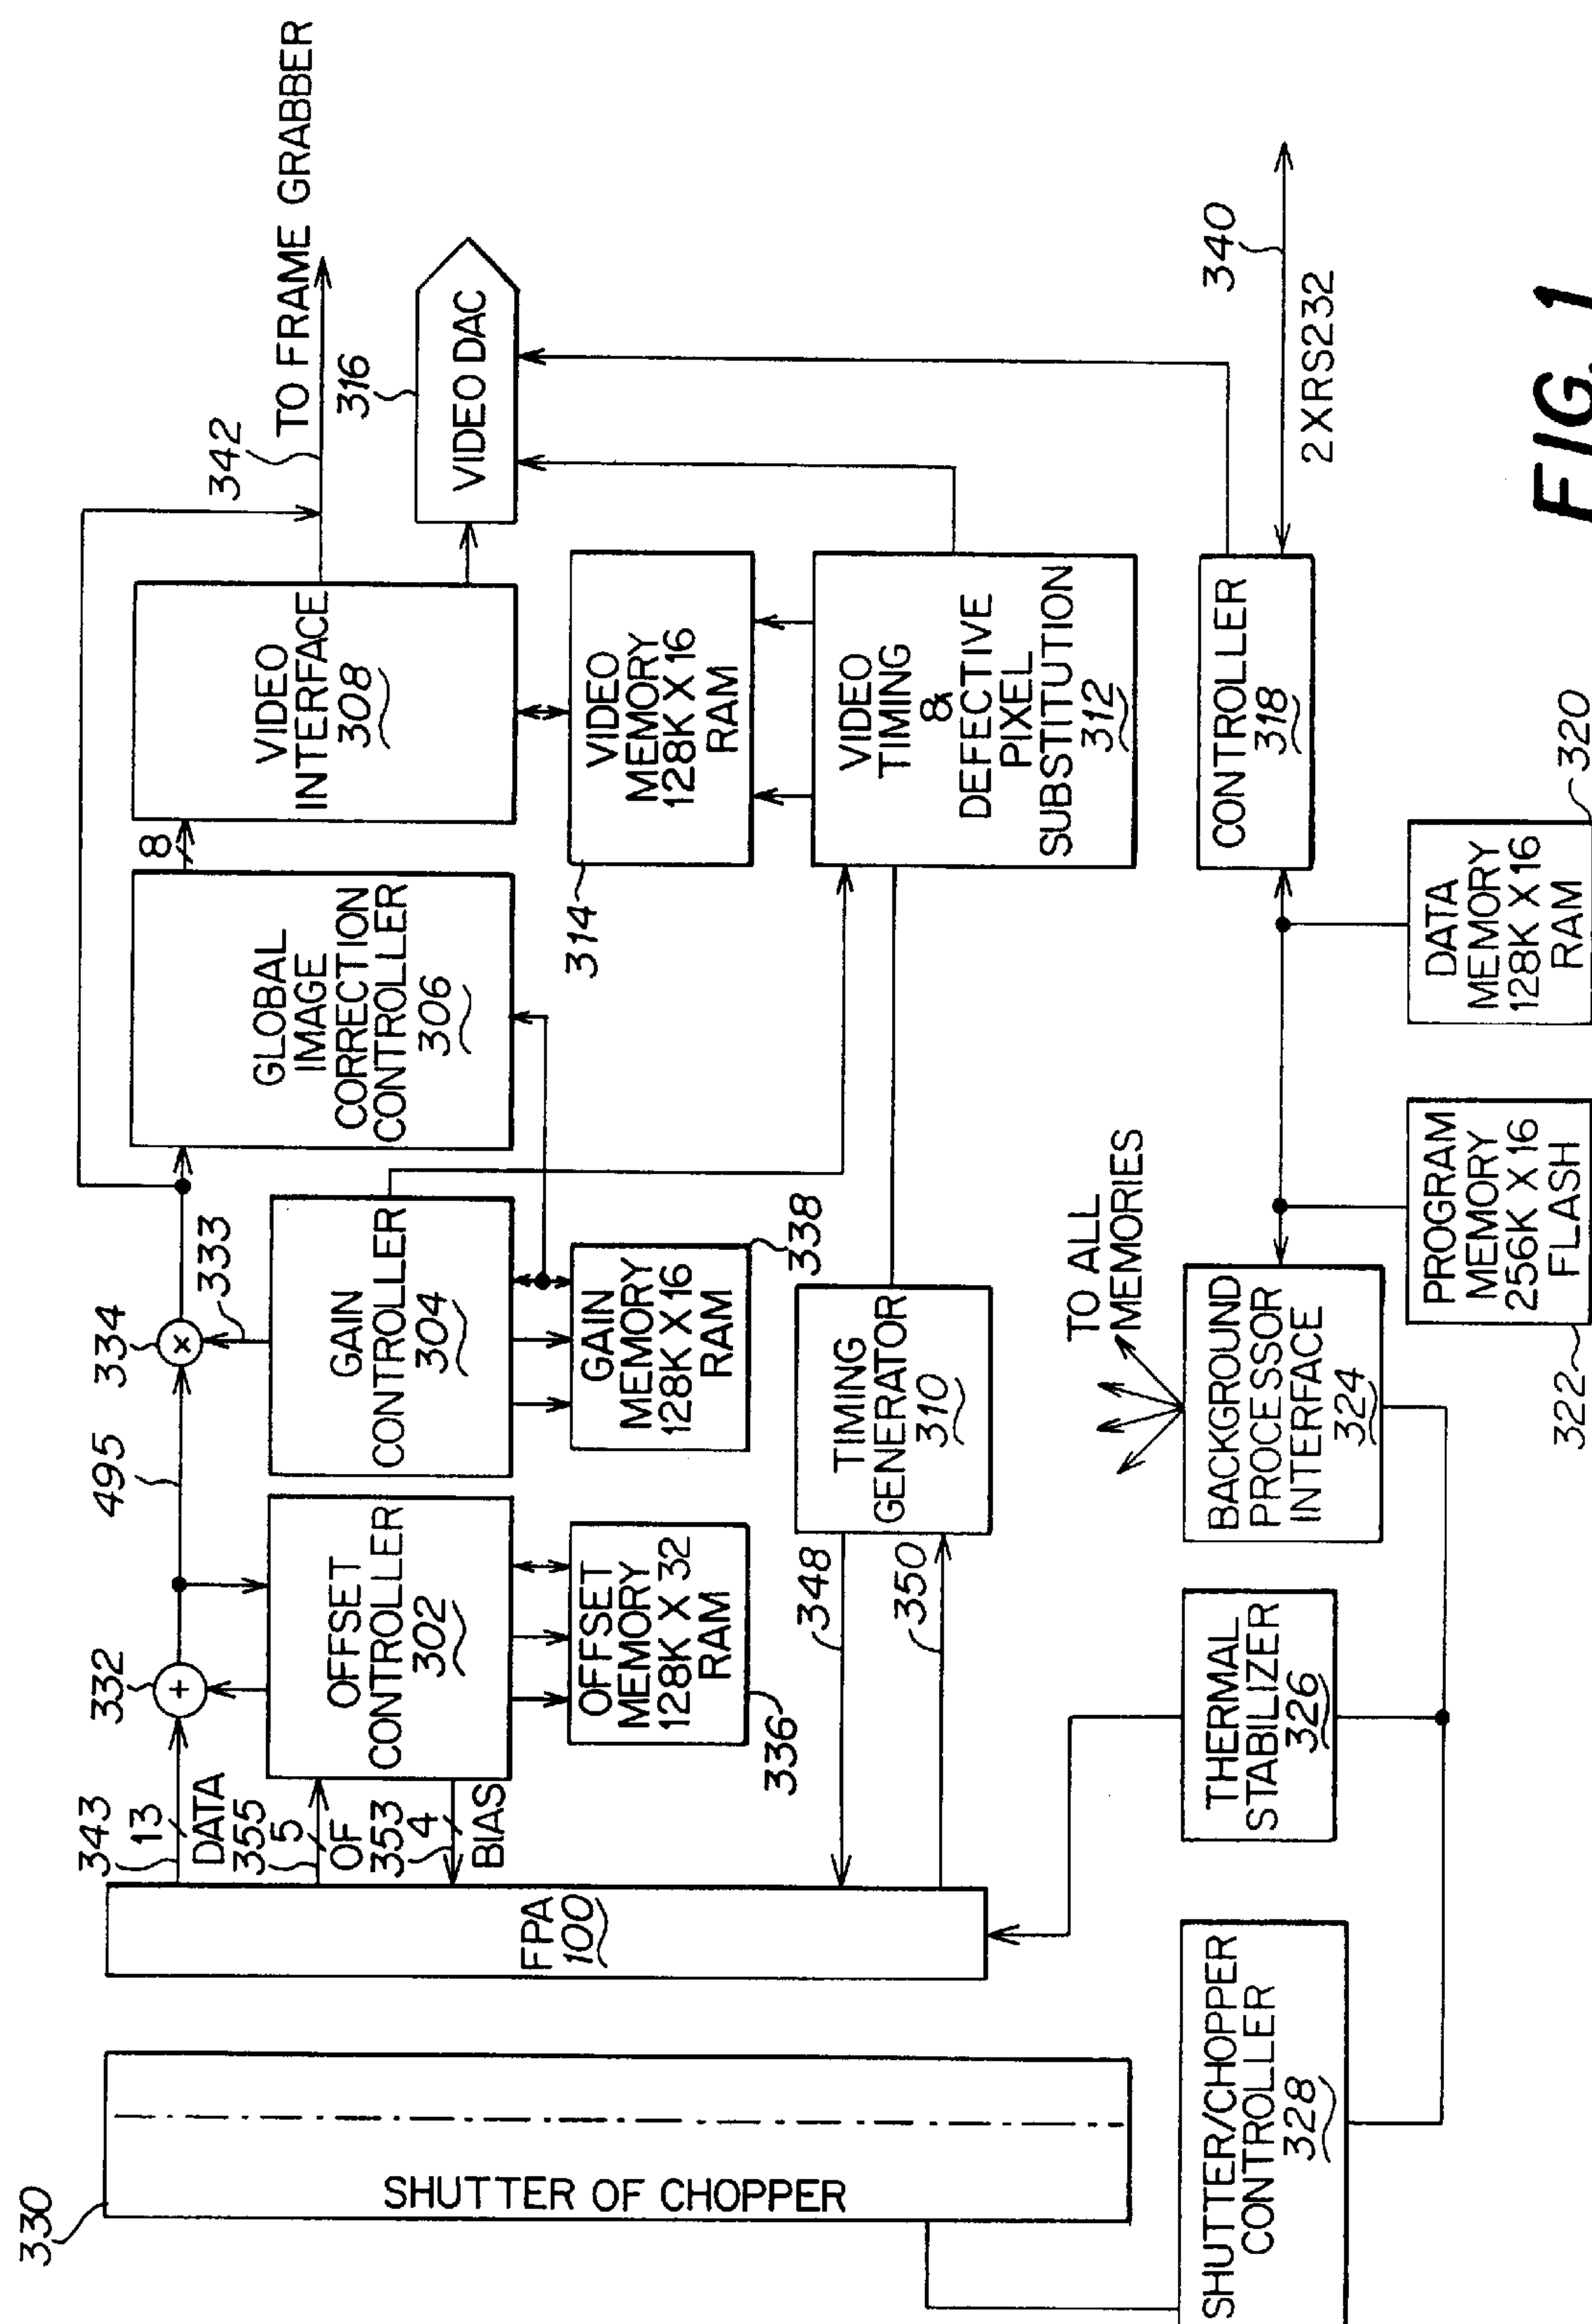 330
SHUTTER OF CHOPPER
SHUTTER/CHOPPER
CONTROLLER
328
FPA
100
343
13
DATA
355
5
OF
353
4
BIAS
332
+
OFFSET
CONTROLLER
302
OFFSET
MEMORY
128K X 32
RAM
336
495
334
x
333
GAIN
CONTROLLER
304
GAIN
MEMORY
128K X 16
RAM
338
GLOBAL
IMAGE
CORRECTION
CONTROLLER
306
8
VIDEO
INTERFACE
308
342
TO FRAME GRABBER
316
VIDEO DAC
314
VIDEO
MEMORY
128K X 16
RAM
VIDEO
TIMING
&
DEFECTIVE
PIXEL
SUBSTITUTION
312
348
350
TIMING
GENERATOR
310
THERMAL
STABILIZER
326
TO ALL
MEMORIES
BACKGROUND
PROCESSOR
INTERFACE
324
CONTROLLER
318
340
2XRS232
PROGRAM
MEMORY
256K X 16
FLASH
322
DATA
MEMORY
128K X 16
RAM
320
FIG. 1